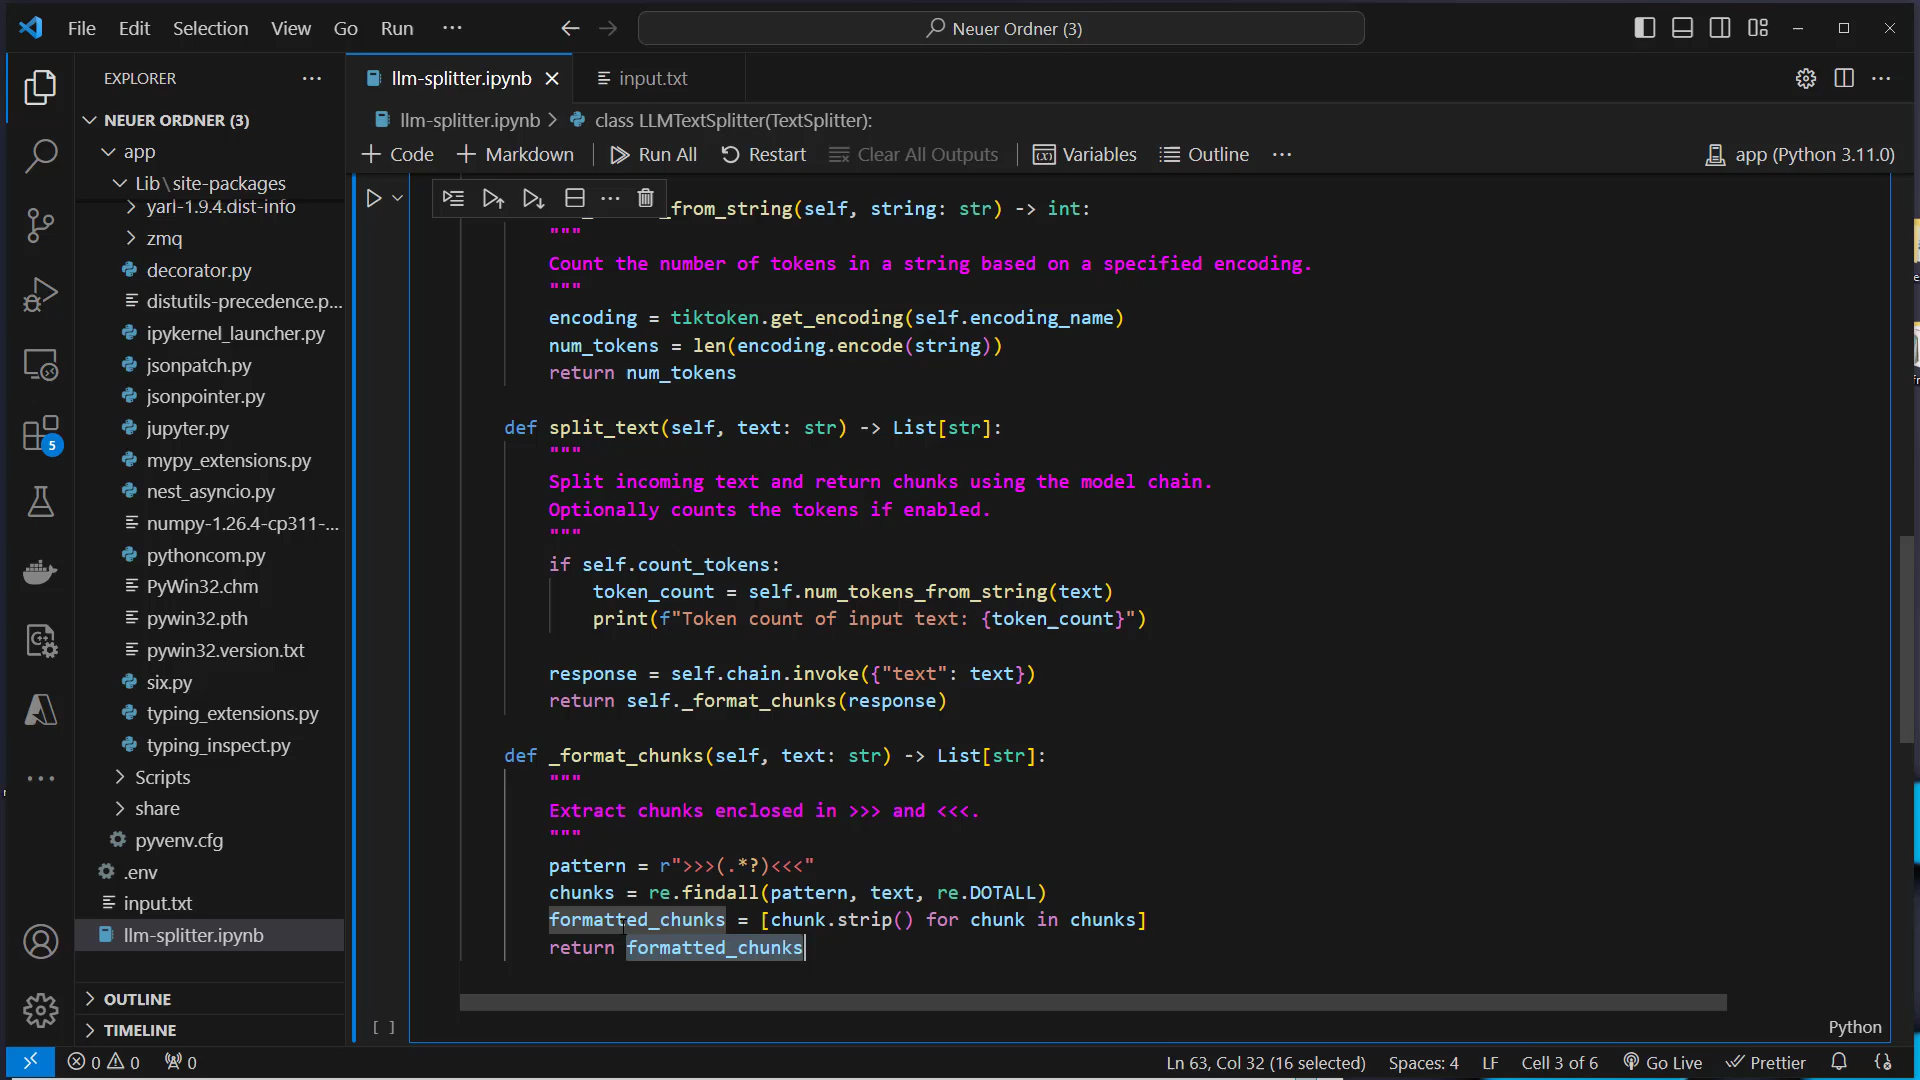 File Edit Selection View Go Run ···
Neuer Ordner (3)
EXPLORER
llm-splitter.ipynb
input.txt
NEUER ORDNER (3)
app
Lib\site-packages
yarl-1.9.4.dist-info
zmq
decorator.py
distutils-precedence.p...
ipykernel_launcher.py
jsonpatch.py
jsonpointer.py
jupyter.py
mypy_extensions.py
nest_asyncio.py
numpy-1.26.4-cp311-...
pythoncom.py
PyWin32.chm
pywin32.pth
pywin32.version.txt
six.py
typing_extensions.py
typing_inspect.py
Scripts
share
pyvenv.cfg
.env
input.txt
llm-splitter.ipynb
OUTLINE
TIMELINE
5
llm-splitter.ipynb > class LLMTextSplitter(TextSplitter):
+ Code + Markdown Run All Restart Clear All Outputs Variables Outline ··· app (Python 3.11.0)
_from_string(self, string: str) -> int:
"""
Count the number of tokens in a string based on a specified encoding.
"""
encoding = tiktoken.get_encoding(self.encoding_name)
num_tokens = len(encoding.encode(string))
return num_tokens
def split_text(self, text: str) -> List[str]:
"""
Split incoming text and return chunks using the model chain.
Optionally counts the tokens if enabled.
"""
if self.count_tokens:
token_count = self.num_tokens_from_string(text)
print(f"Token count of input text: {token_count}")
response = self.chain.invoke({"text": text})
return self._format_chunks(response)
def _format_chunks(self, text: str) -> List[str]:
"""
Extract chunks enclosed in >>> and <<<.
"""
pattern = r">>>(.*?)<<<"
chunks = re.findall(pattern, text, re.DOTALL)
formatted_chunks = [chunk.strip() for chunk in chunks]
return formatted_chunks
[ ]
Python
0 0 0 Ln 63, Col 32 (16 selected) Spaces: 4 LF Cell 3 of 6 Go Live Prettier